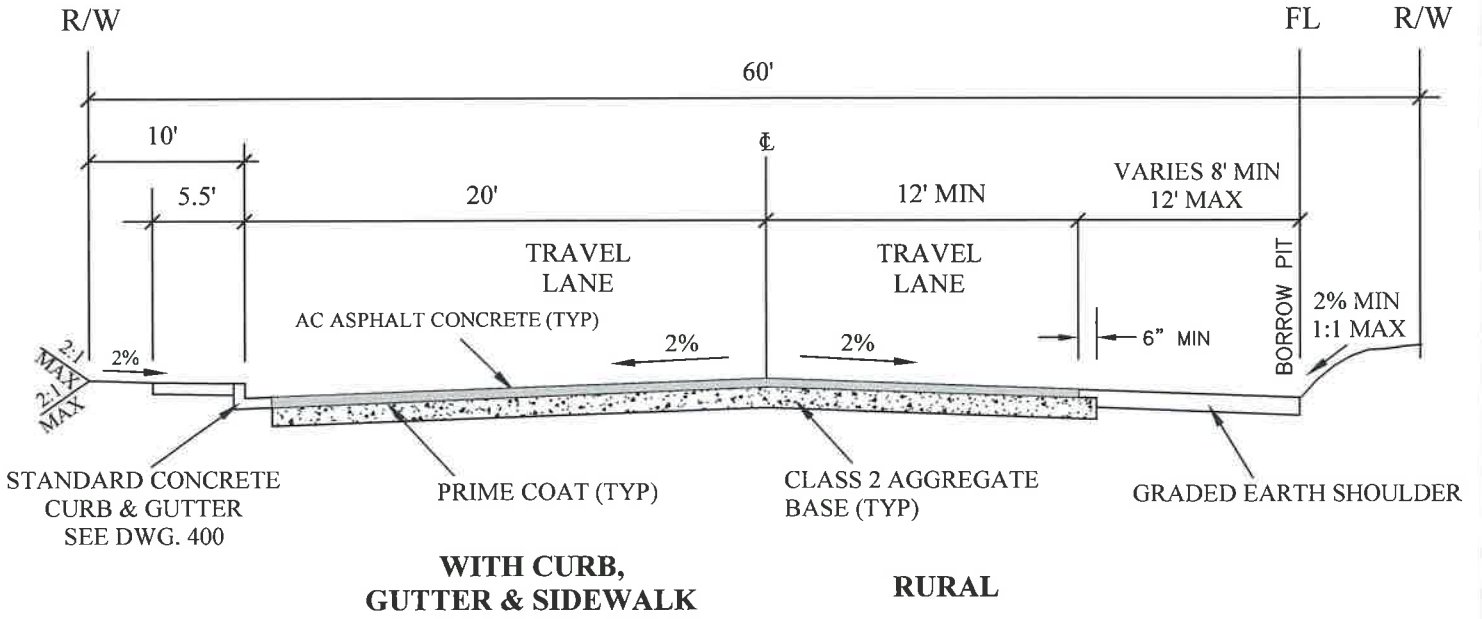 R/W
FL
R/W
60'
10'
℄
5.5'
20'
12' MIN
VARIES 8' MIN
12' MAX
TRAVEL
LANE
TRAVEL
LANE
BORROW PIT
2% MIN
1:1 MAX
AC ASPHALT CONCRETE (TYP)
2%
2%
6" MIN
2:1
MAX
2%
2:1
MAX
STANDARD CONCRETE
CURB & GUTTER
SEE DWG. 400
PRIME COAT (TYP)
CLASS 2 AGGREGATE
BASE (TYP)
GRADED EARTH SHOULDER
WITH CURB,
GUTTER & SIDEWALK
RURAL